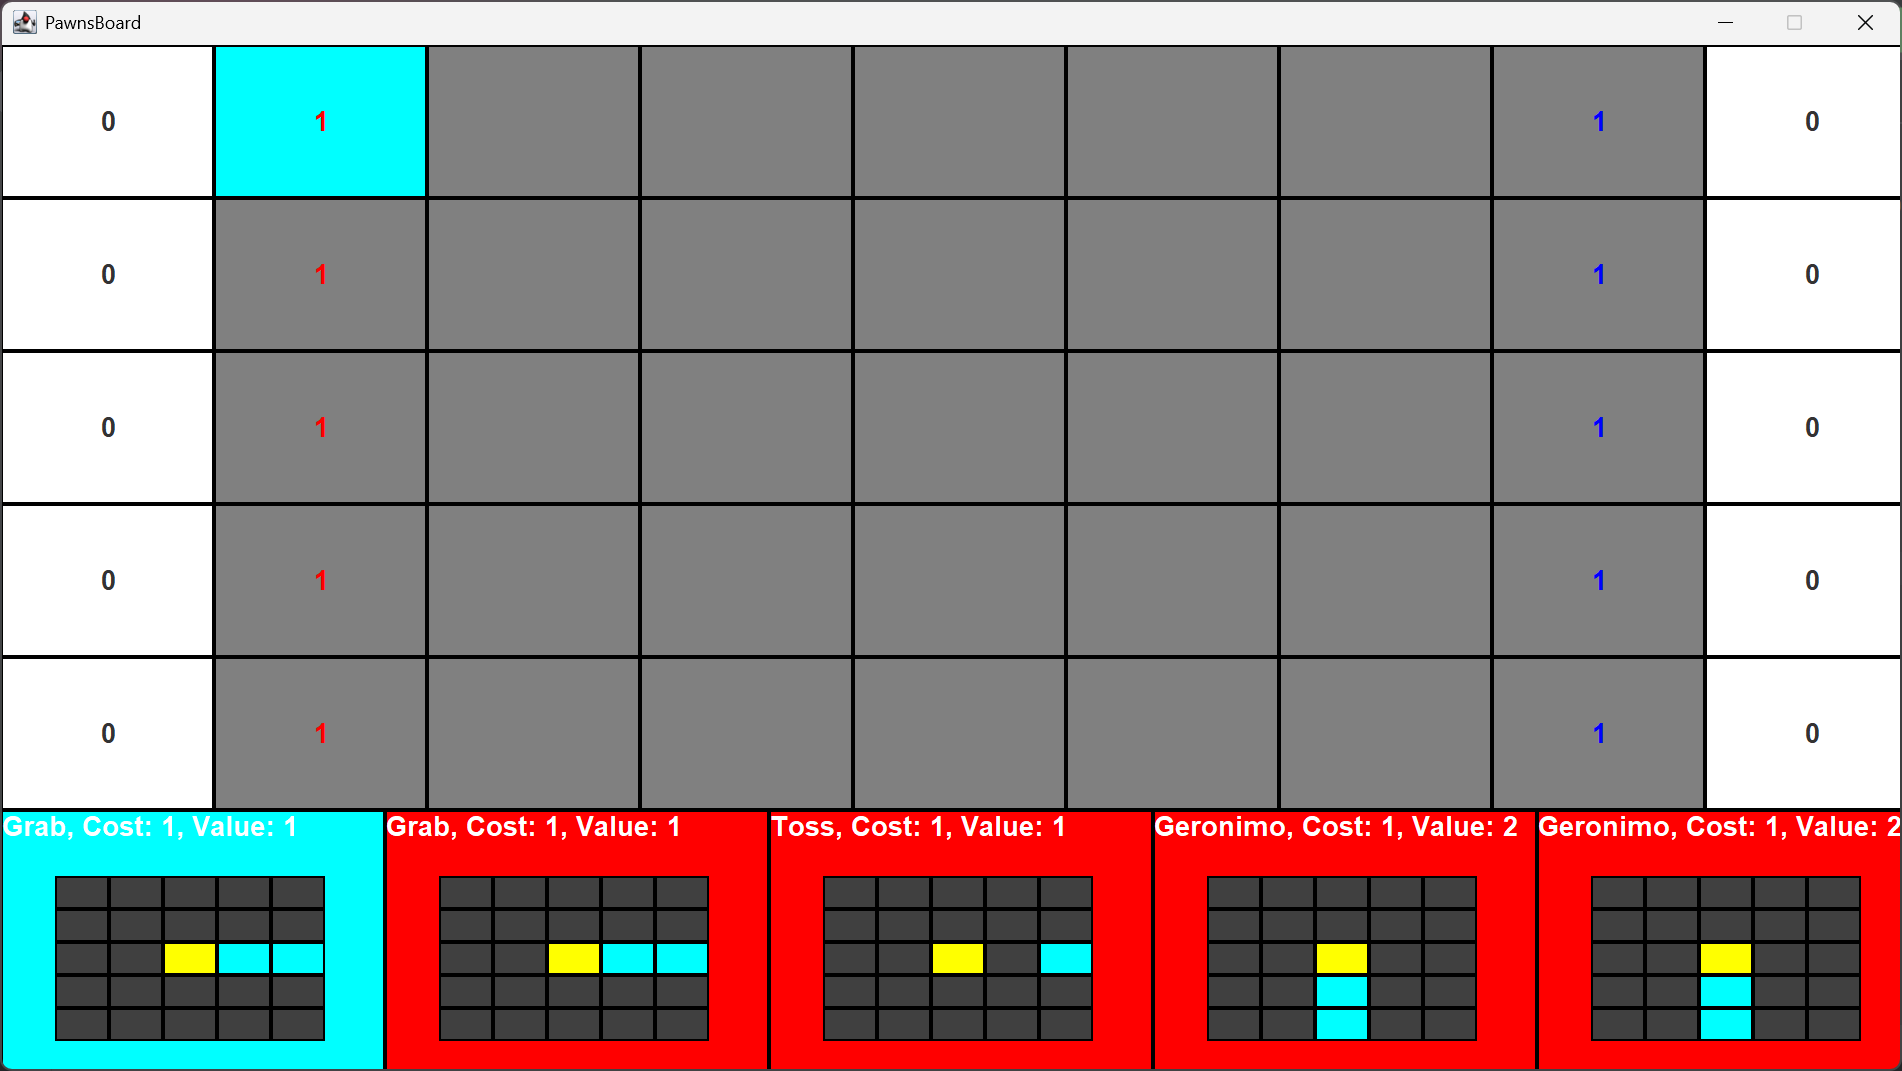 PawnsBoard
0 1 1 0
0 1 1 0
0 1 1 0
0 1 1 0
0 1 1 0
Grab, Cost: 1, Value: 1
Grab, Cost: 1, Value: 1
Toss, Cost: 1, Value: 1
Geronimo, Cost: 1, Value: 2
Geronimo, Cost: 1, Value: 2